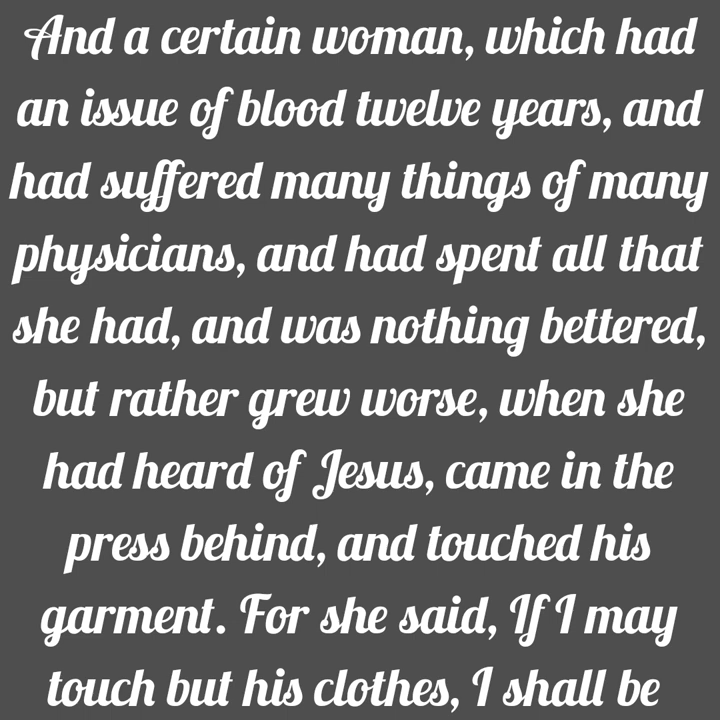 And a certain woman, which had
an issue of blood twelve years, and
had suffered many things of many
physicians, and had spent all that
she had, and was nothing bettered,
but rather grew worse, when she
had heard of Jesus, came in the
press behind, and touched his
garment. For she said, If I may
touch but his clothes, I shall be